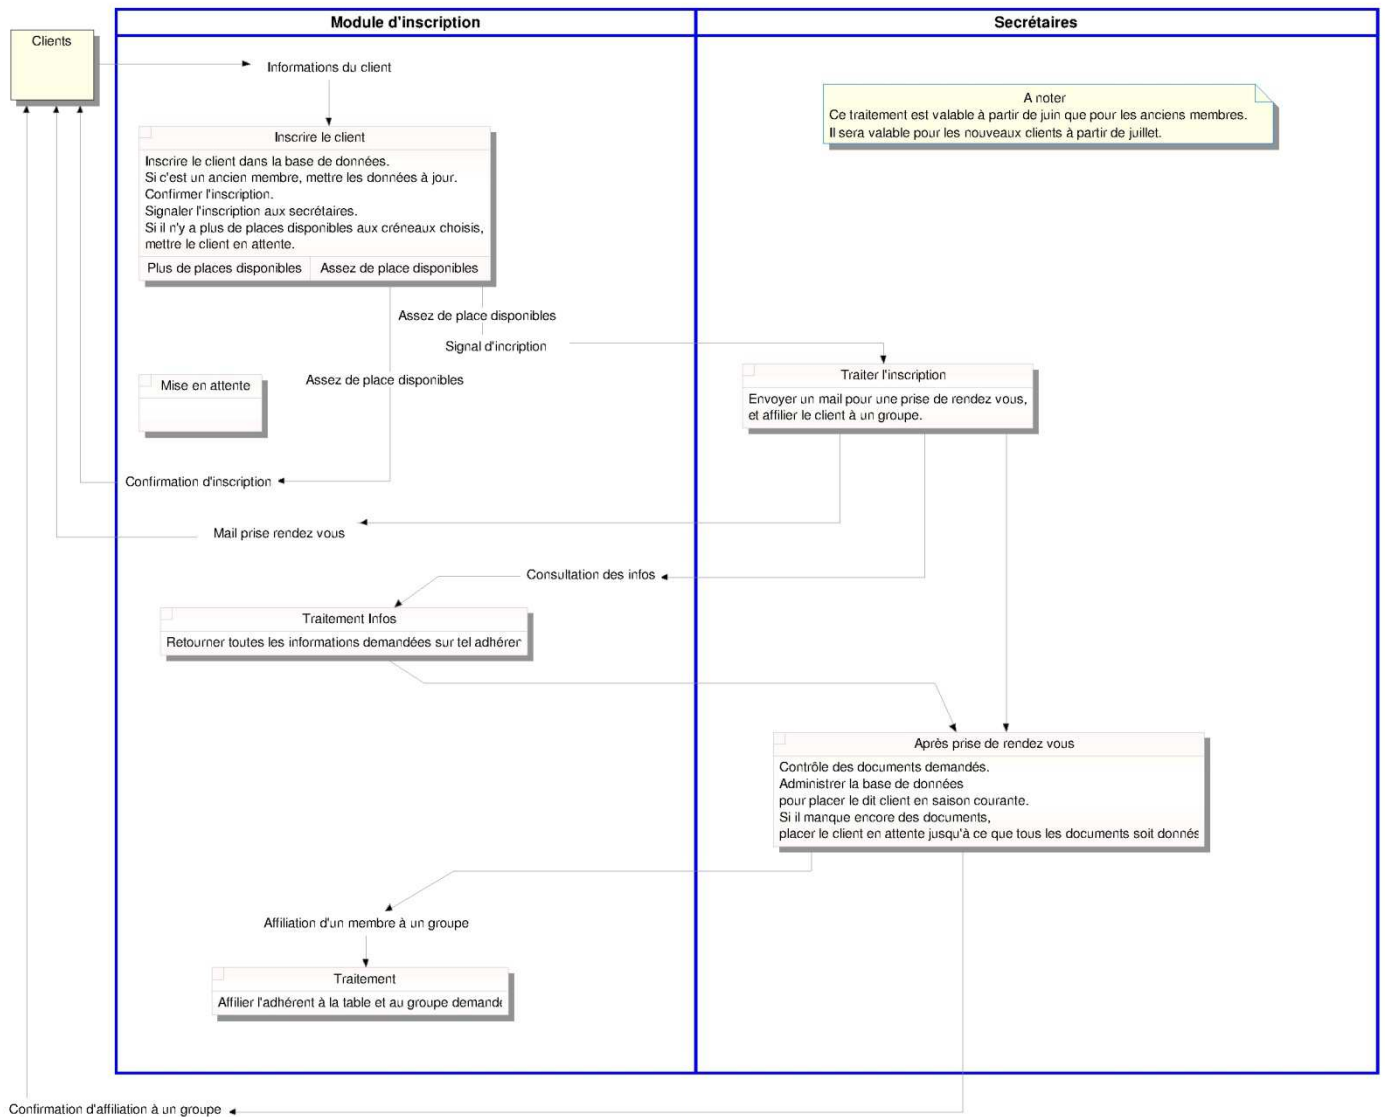 Module d'inscription
Secrétaires
Clients
Informations du client
A noter
Ce traitement est valable à partir de juin que pour les anciens membres.
Il sera valable pour les nouveaux clients à partir de juillet.
Inscrire le client
Inscrire le client dans la base de données.
Si c'est un ancien membre, mettre les données à jour.
Confirmer l'inscription.
Signaler l'inscription aux secrétaires.
Si il n'y a plus de places disponibles aux créneaux choisis,
mettre le client en attente.
Plus de places disponibles
Assez de place disponibles
Assez de place disponibles
Signal d'incription
Assez de place disponibles
Mise en attente
Traiter l'inscription
Envoyer un mail pour une prise de rendez vous,
et affilier le client à un groupe.
Confirmation d'inscription
Mail prise rendez vous
Consultation des infos
Traitement Infos
Retourner toutes les informations demandées sur tel adhérer
Après prise de rendez vous
Contrôle des documents demandés.
Administrer la base de données
pour placer le dit client en saison courante.
Si il manque encore des documents,
placer le client en attente jusqu'à ce que tous les documents soit donnés
Affiliation d'un membre à un groupe
Traitement
Affilier l'adhérent à la table et au groupe demandé
Confirmation d'affiliation à un groupe